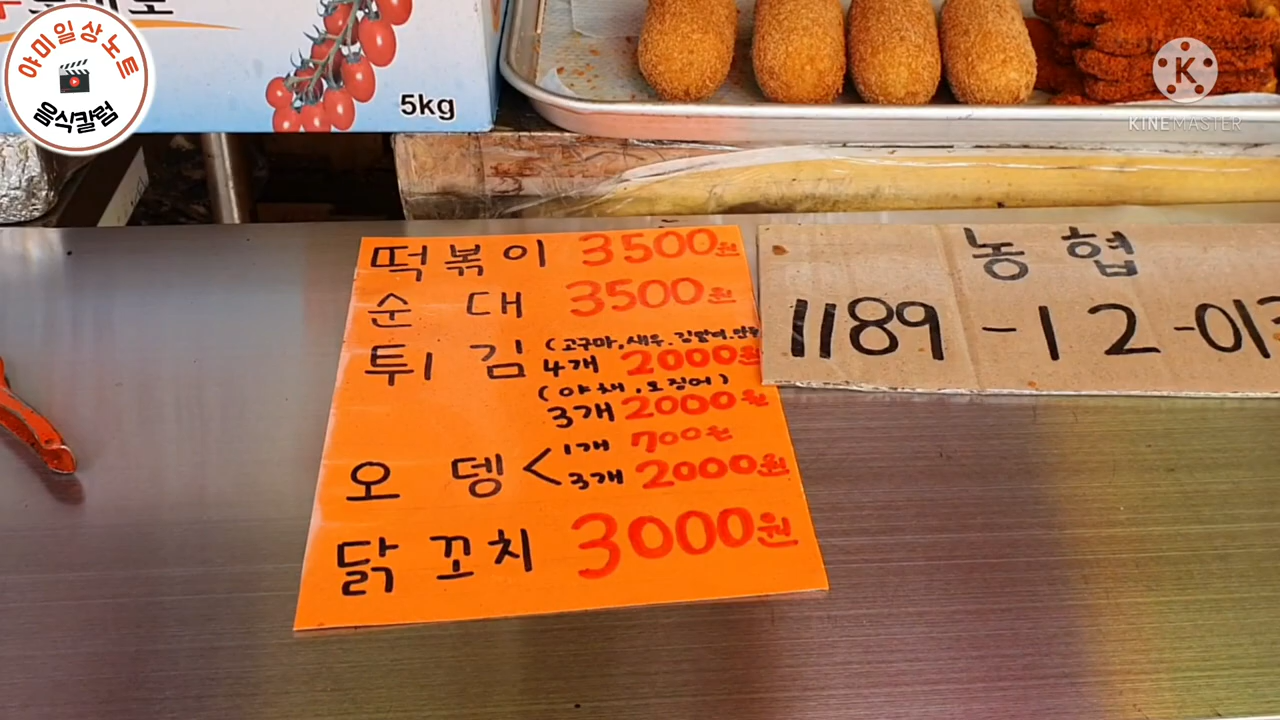 야미일상노트
음식칼럼
5kg
KINEMASTER
떡볶이 3500원
순대 3500원
튀김 (고구마,새우.김말이.만두
4개 2000원
(야채,오징어)
3개 2000원
오뎅< 1개 700원
3개 2000원
닭꼬치 3000원
농협
1189-12-01